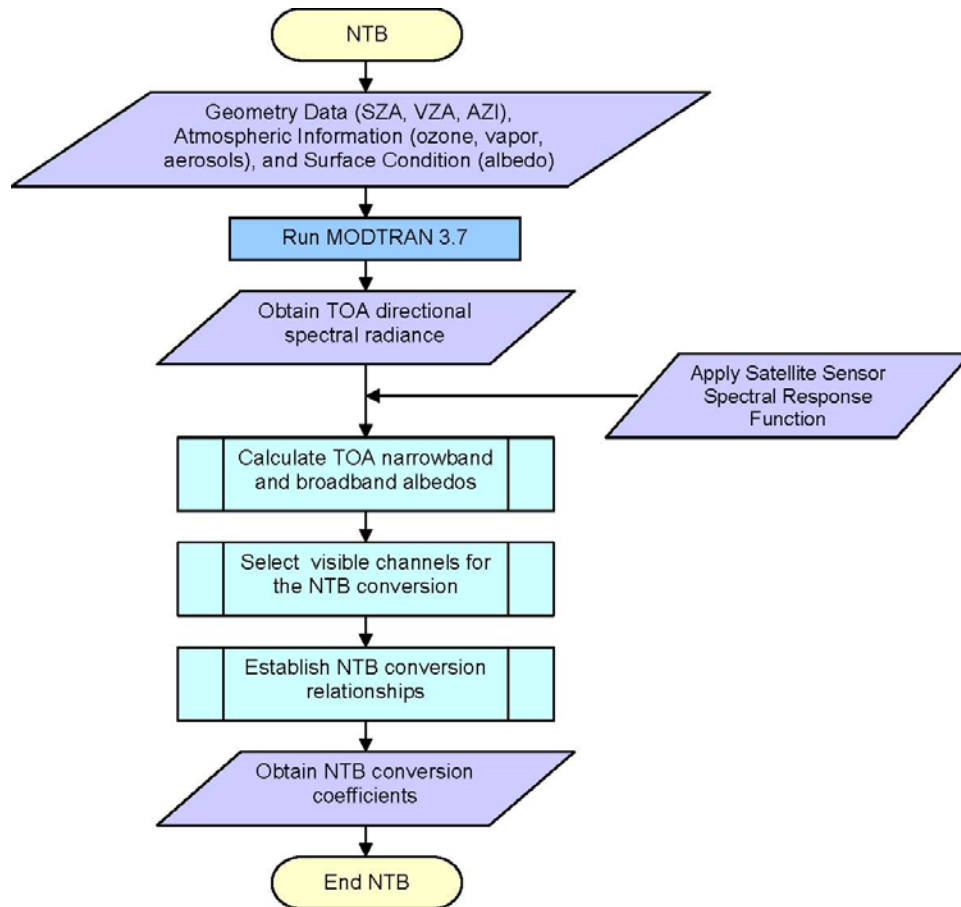 NTB
Geometry Data (SZA, VZA, AZI),
Atmospheric Information (ozone, vapor,
aerosols), and Surface Condition (albedo)
Run MODTRAN 3.7
Obtain TOA directional
spectral radiance
Apply Satellite Sensor
Spectral Response
Function
Calculate TOA narrowband
and broadband albedos
Select visible channels for
the NTB conversion
Establish NTB conversion
relationships
Obtain NTB conversion
coefficients
End NTB